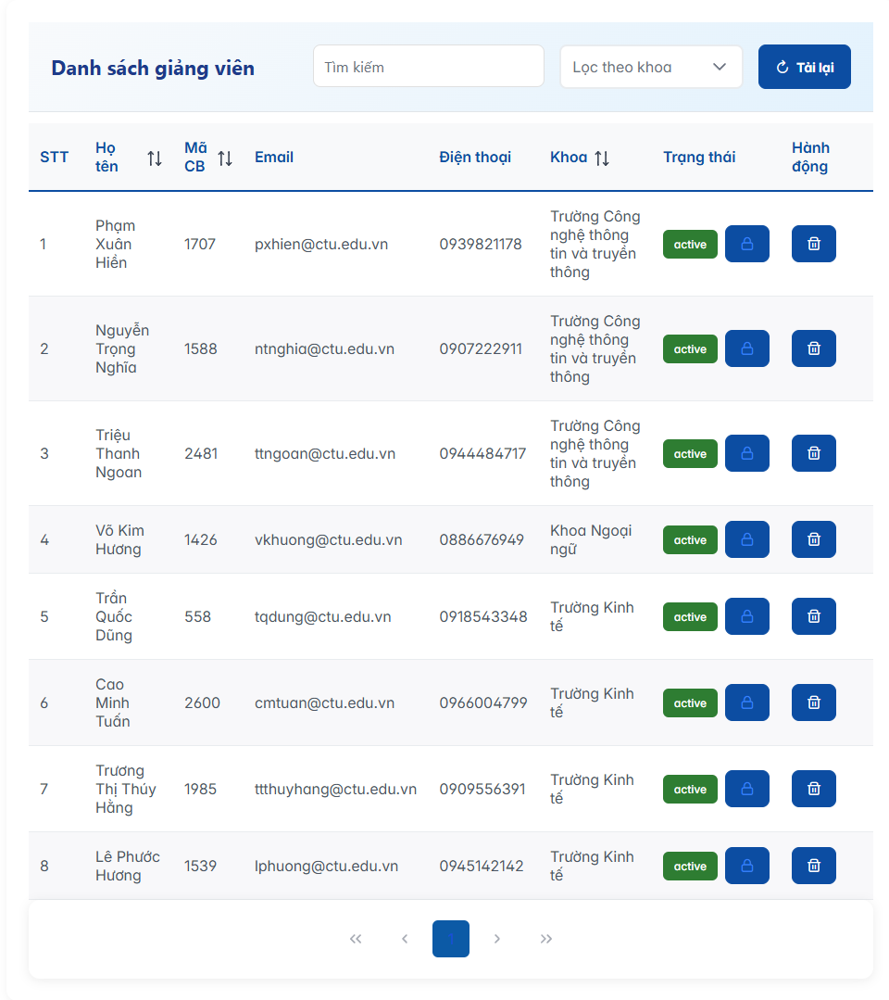 Danh sách giảng viên
Tìm kiếm
Lọc theo khoa
Tải lại
STT
Họ
tên
Mã
CB
Email
Điện thoại
Khoa
Trạng thái
Hành
động
1
Phạm
Xuân
Hiền
1707
pxhien@ctu.edu.vn
0939821178
Trường Công
nghệ thông
tin và truyền
thông
active
2
Nguyễn
Trọng
Nghĩa
1588
ntnghia@ctu.edu.vn
0907222911
Trường Công
nghệ thông
tin và truyền
thông
active
3
Triệu
Thanh
Ngoan
2481
ttngoan@ctu.edu.vn
0944484717
Trường Công
nghệ thông
tin và truyền
thông
active
4
Võ Kim
Hương
1426
vkhuong@ctu.edu.vn
0886676949
Khoa Ngoại
ngữ
active
5
Trần
Quốc
Dũng
558
tqdung@ctu.edu.vn
0918543348
Trường Kinh
tế
active
6
Cao
Minh
Tuấn
2600
cmtuan@ctu.edu.vn
0966004799
Trường Kinh
tế
active
7
Trương
Thị Thúy
Hằng
1985
ttthuyhang@ctu.edu.vn
0909556391
Trường Kinh
tế
active
8
Lê Phước
Hương
1539
lphuong@ctu.edu.vn
0945142142
Trường Kinh
tế
active
1